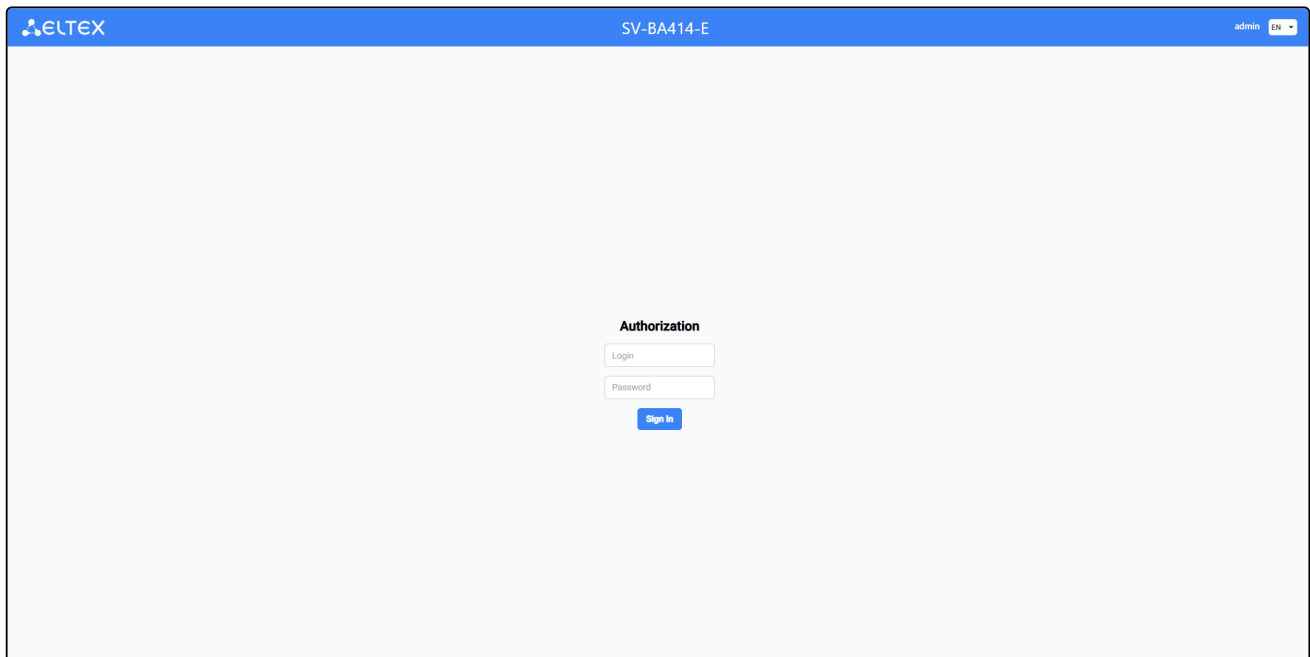 ELTEX
SV-BA414-E
admin
EN
Authorization
Login
Password
Sign In